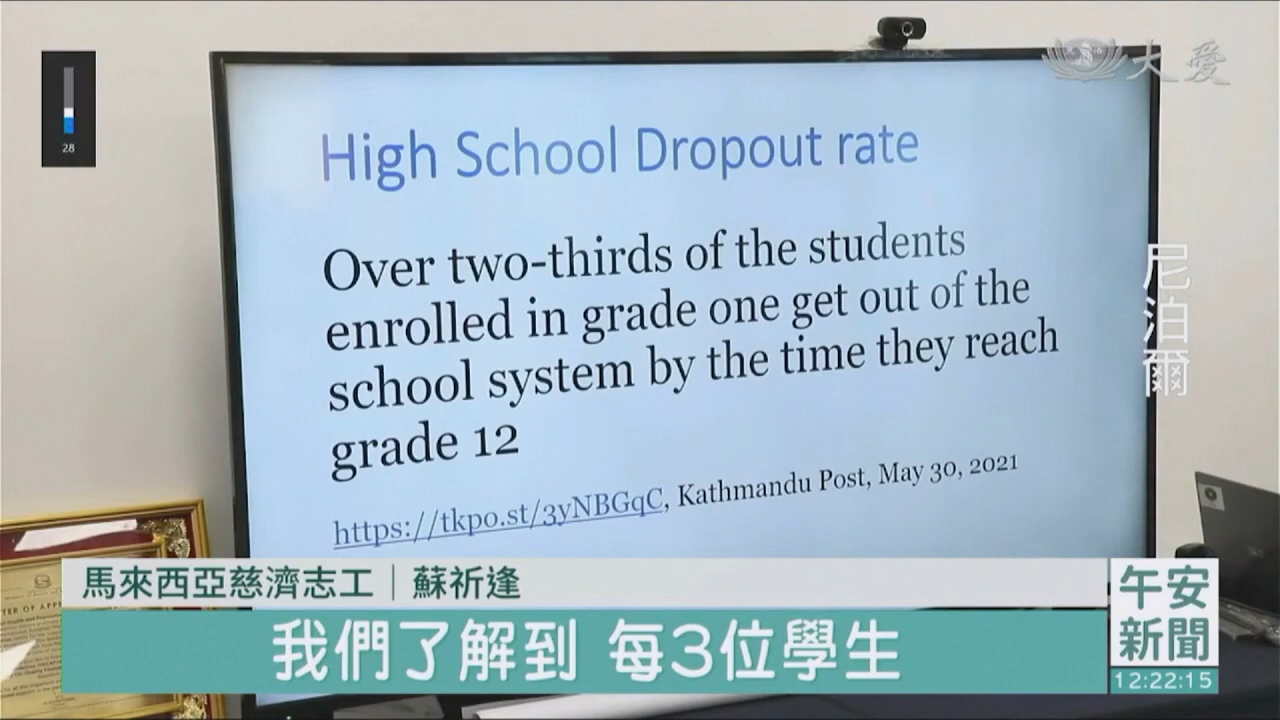 28
大愛
High School Dropout rate
Over two-thirds of the students
enrolled in grade one get out of the
school system by the time they reach
grade 12
https://tkpo.st/3yNBGqC, Kathmandu Post, May 30, 2021
尼泊爾
馬來西亞慈濟志工｜蘇祈逢
我們了解到 每3位學生
午安
新聞
12:22:15